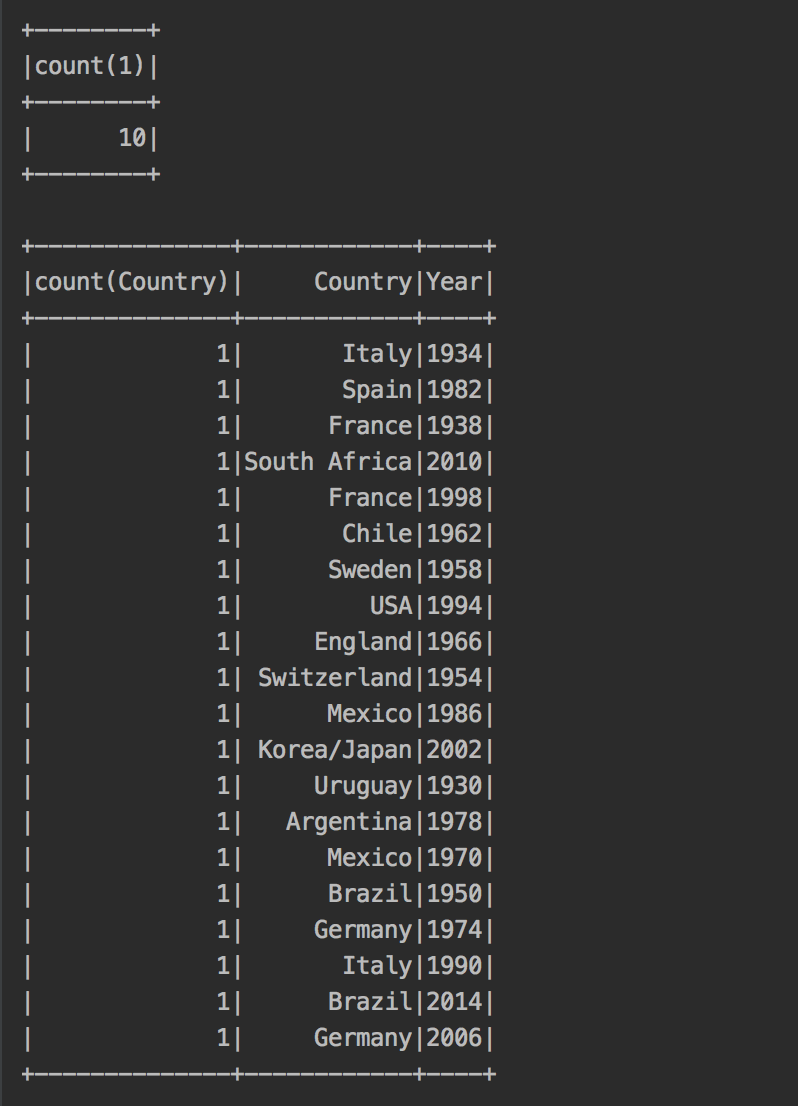 +--------+
|count(1)|
+--------+
|      10|
+--------+

+--------------+------------+----+
|count(Country)|     Country|Year|
+--------------+------------+----+
|             1|       Italy|1934|
|             1|       Spain|1982|
|             1|      France|1938|
|             1|South Africa|2010|
|             1|      France|1998|
|             1|       Chile|1962|
|             1|      Sweden|1958|
|             1|         USA|1994|
|             1|     England|1966|
|             1| Switzerland|1954|
|             1|      Mexico|1986|
|             1| Korea/Japan|2002|
|             1|     Uruguay|1930|
|             1|   Argentina|1978|
|             1|      Mexico|1970|
|             1|      Brazil|1950|
|             1|     Germany|1974|
|             1|       Italy|1990|
|             1|      Brazil|2014|
|             1|     Germany|2006|
+--------------+------------+----+